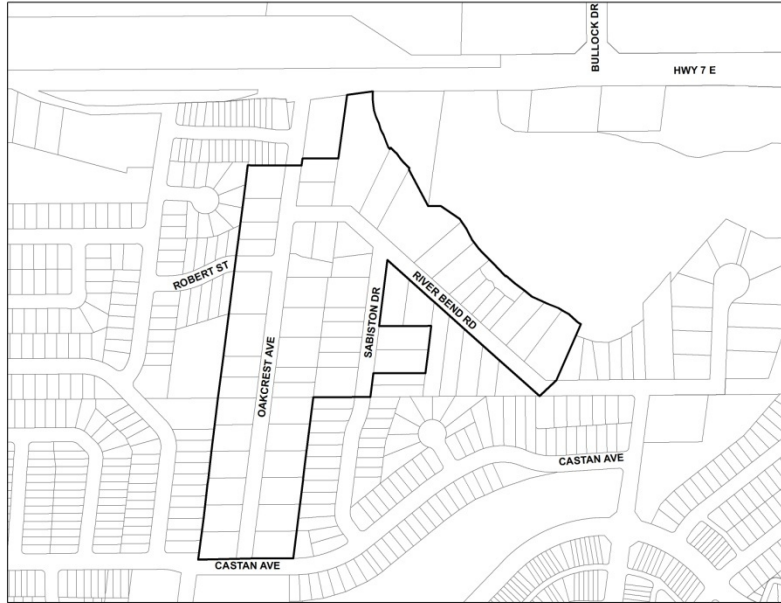 BULLOCK DR
HWY 7 E
ROBERT ST
RIVER BEND RD
SABISTON DR
OAKCREST AVE
CASTAN AVE
CASTAN AVE